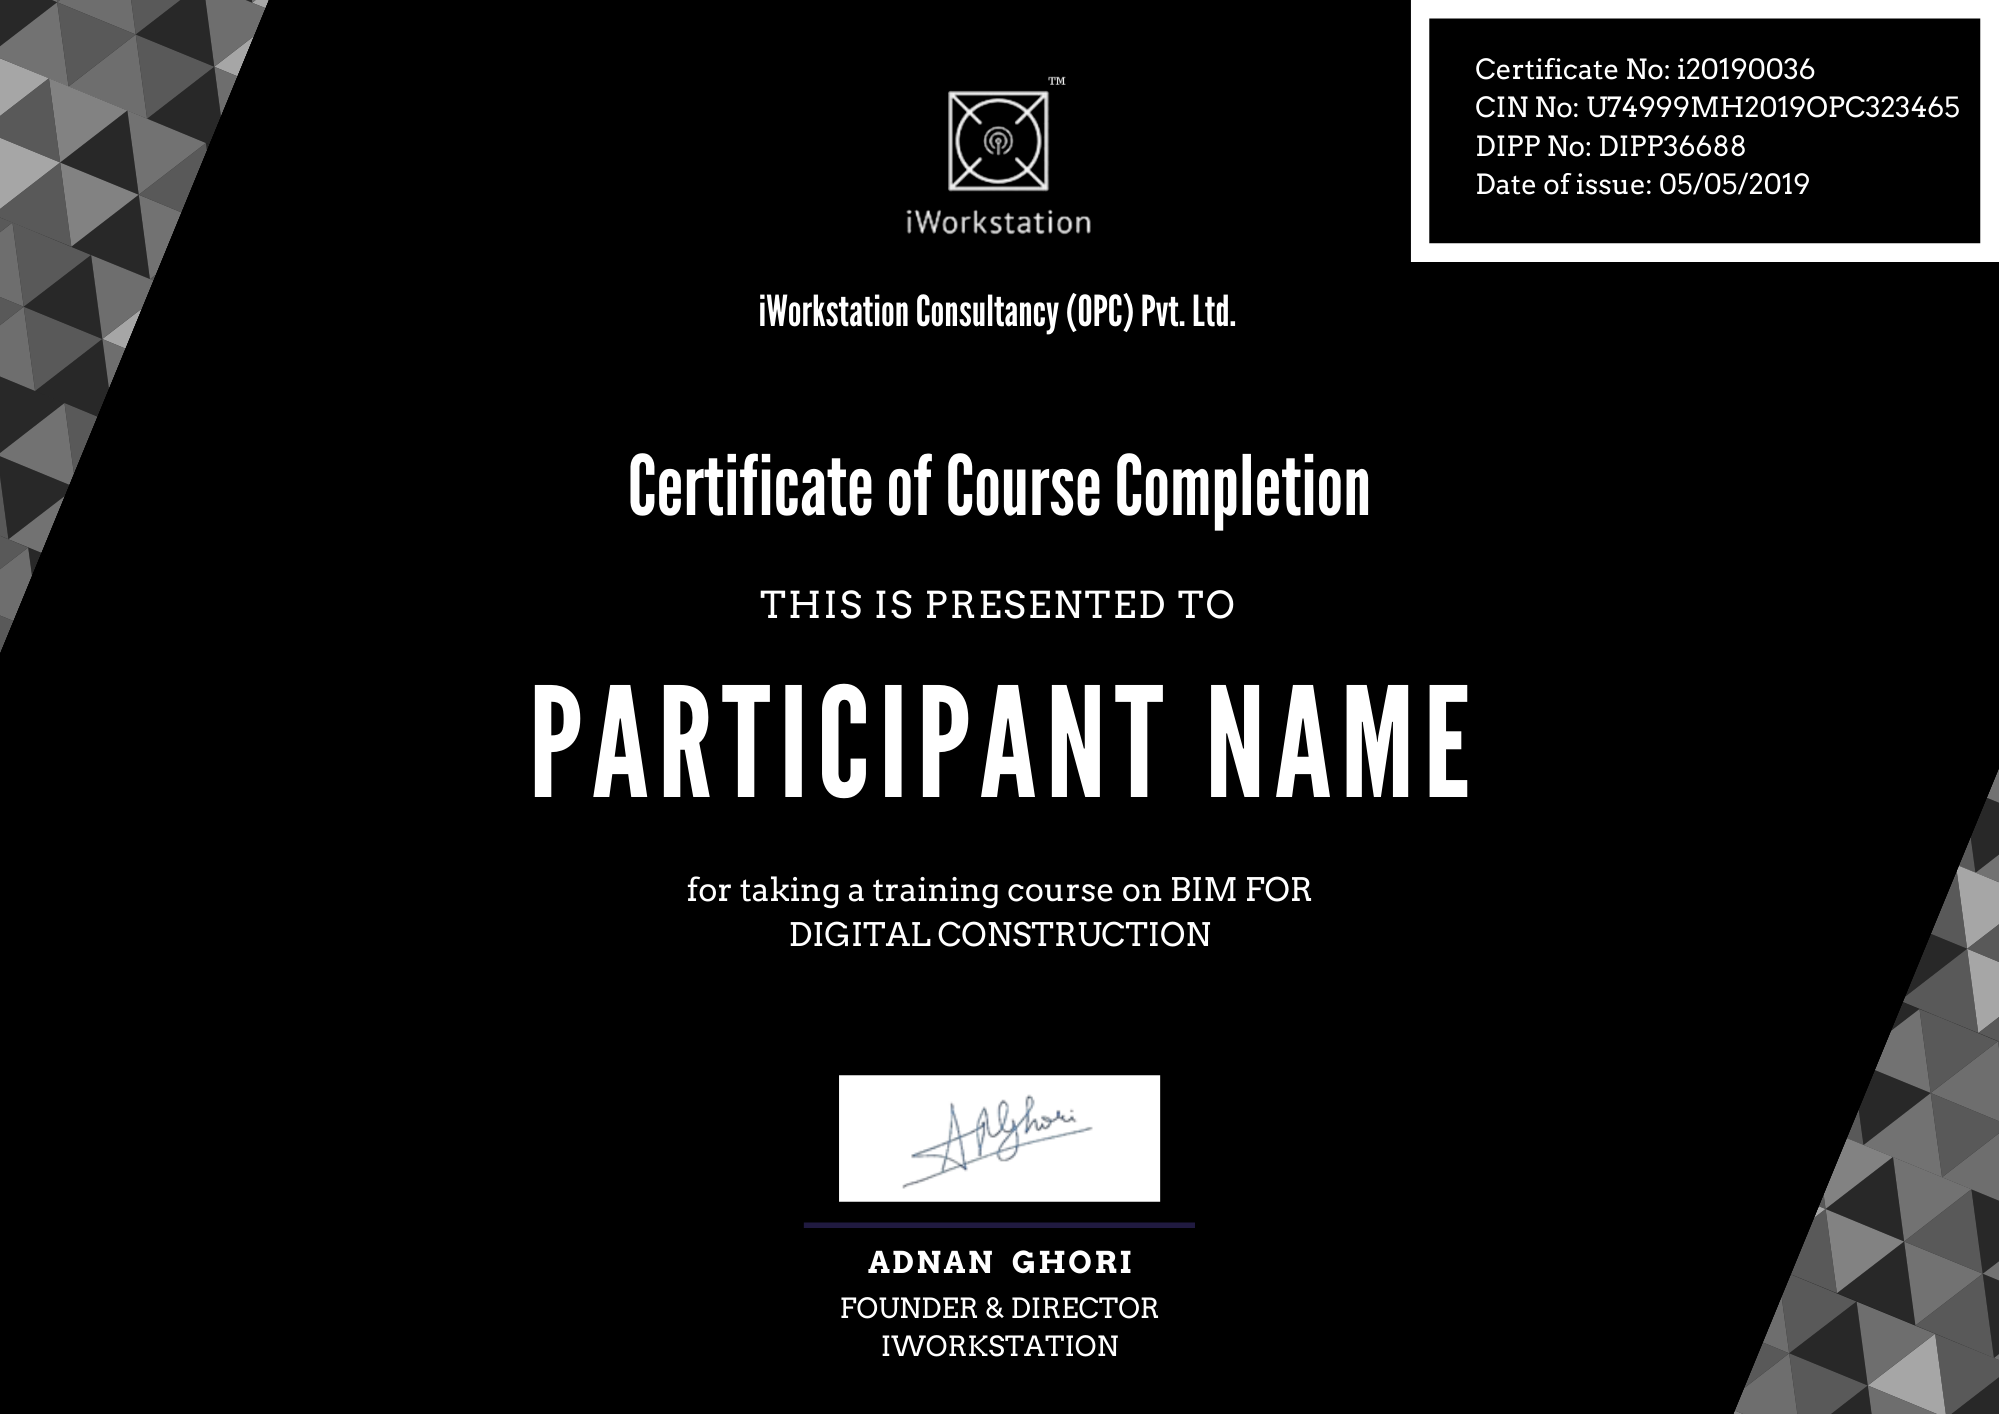 Certificate No: i20190036
CIN No: U74999MH2019OPC323465
DIPP No: DIPP36688
Date of issue: 05/05/2019
TM
iWorkstation
iWorkstation Consultancy (OPC) Pvt. Ltd.
Certificate of Course Completion
THIS IS PRESENTED TO
PARTICIPANT NAME
for taking a training course on BIM FOR
DIGITAL CONSTRUCTION
AAGhori
ADNAN GHORI
FOUNDER & DIRECTOR
IWORKSTATION